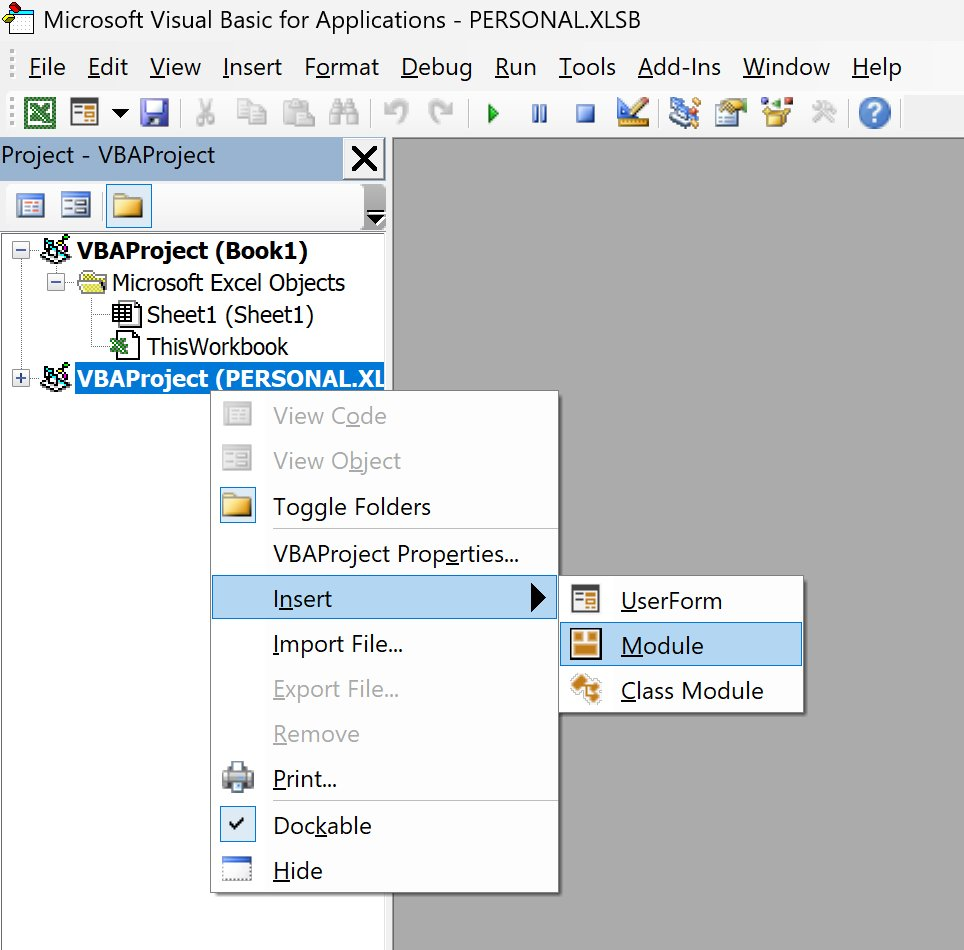 Microsoft Visual Basic for Applications - PERSONAL.XLSB
File Edit View Insert Format Debug Run Tools Add-Ins Window Help
Project - VBAProject
VBAProject (Book1)
Microsoft Excel Objects
Sheet1 (Sheet1)
ThisWorkbook
VBAProject (PERSONAL.XL
View Code
View Object
Toggle Folders
VBAProject Properties...
Insert
UserForm
Module
Class Module
Import File...
Export File...
Remove
Print...
Dockable
Hide